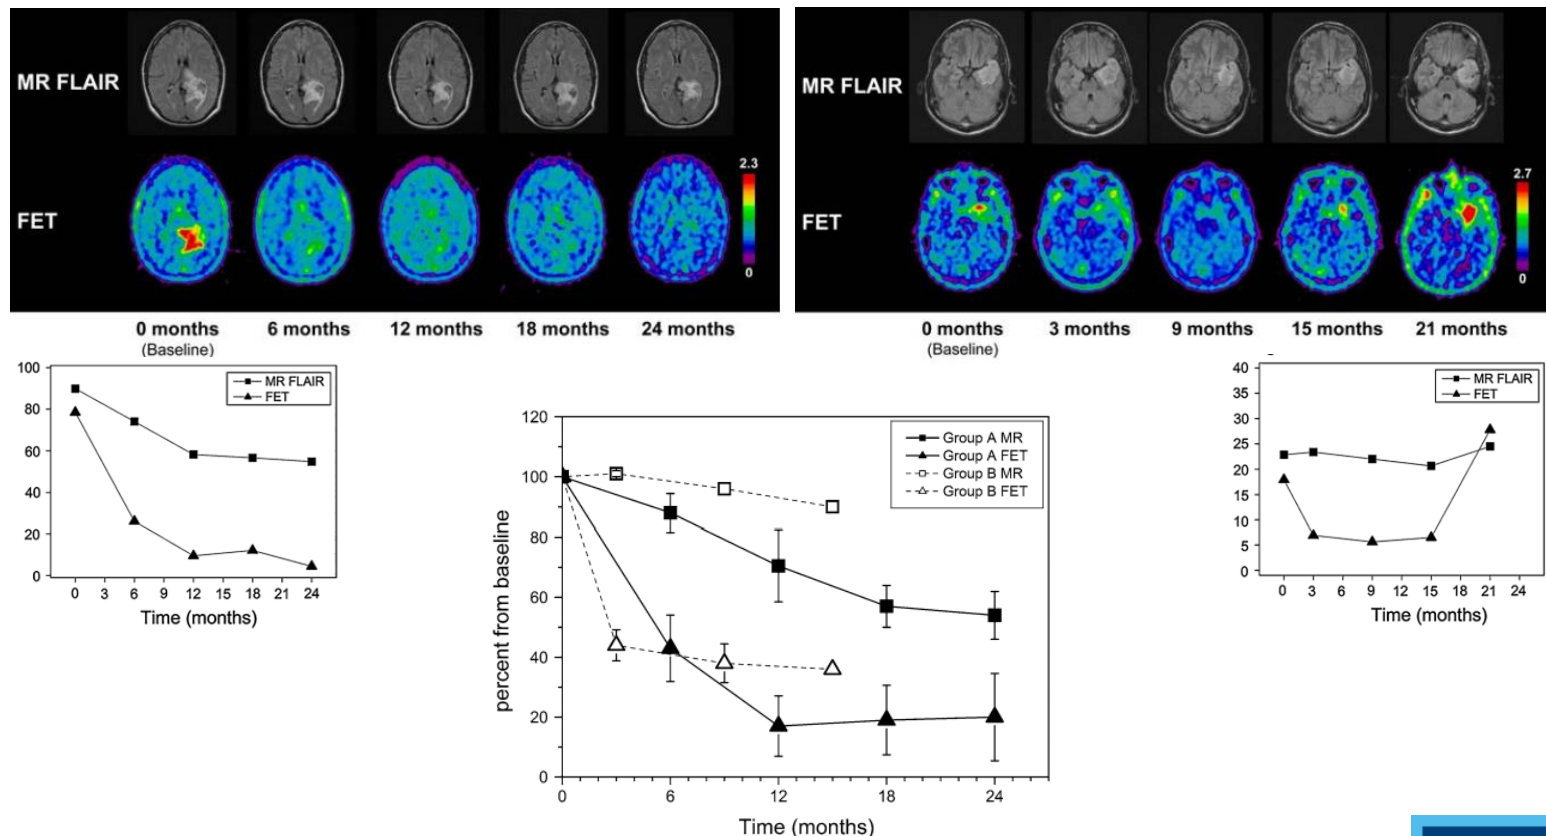 MR FLAIR
FET
2.3
0
0 months
(Baseline)
6 months
12 months
18 months
24 months
MR FLAIR
FET
2.7
0
0 months
(Baseline)
3 months
9 months
15 months
21 months
100
80
60
40
20
0
MR FLAIR
FET
0 3 6 9 12 15 18 21 24
Time (months)
120
100
80
60
40
20
0
percent from baseline
Group A MR
Group A FET
Group B MR
Group B FET
0 6 12 18 24
Time (months)
40
35
30
25
20
15
10
5
0
MR FLAIR
FET
0 3 6 9 12 15 18 21 24
Time (months)